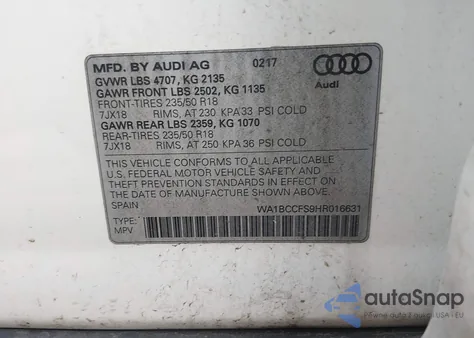 MFD. BY AUDI AG 0217
GVWR LBS 4707, KG 2135
GAWR FRONT LBS 2502, KG 1135
FRONT-TIRES 235/50 R18
7JX18 RIMS, AT 230 KPA 33 PSI COLD
GAWR REAR LBS 2359, KG 1070
REAR-TIRES 235/50 R18
7JX18 RIMS, AT 250 KPA 36 PSI COLD
Audi
THIS VEHICLE CONFORMS TO ALL APPLICABLE
U.S. FEDERAL MOTOR VEHICLE SAFETY AND
THEFT PREVENTION STANDARDS IN EFFECT ON THE
DATE OF MANUFACTURE SHOWN ABOVE.
SPAIN WA1BCCFS9HR016631
TYPE:
MPV
autoSnap
USA | EU